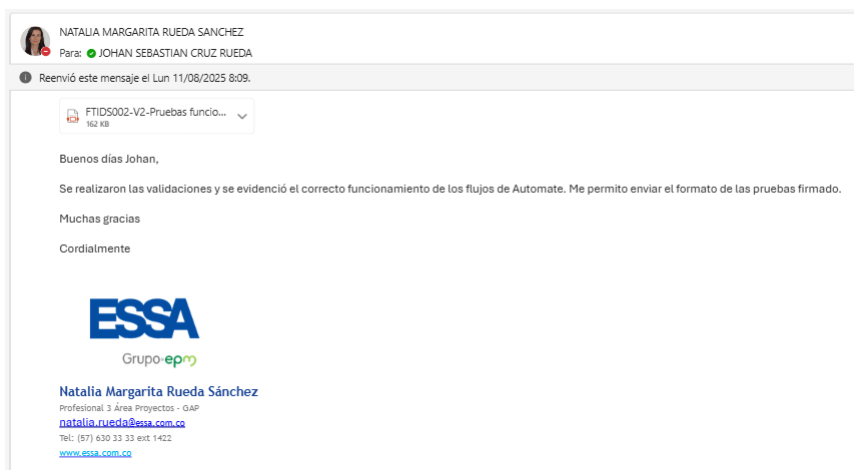 NATALIA MARGARITA RUEDA SANCHEZ
Para: JOHAN SEBASTIAN CRUZ RUEDA
Reenvió este mensaje el Lun 11/08/2025 8:09.
FTIDS002-V2-Pruebas funcio...
162 KB
Buenos días Johan,
Se realizaron las validaciones y se evidenció el correcto funcionamiento de los flujos de Automate. Me permito enviar el formato de las pruebas firmado.
Muchas gracias
Cordialmente
ESSA
Grupo·epm
Natalia Margarita Rueda Sánchez
Profesional 3 Área Proyectos - GAP
natalia.rueda@essa.com.co
Tel: (57) 630 33 33 ext 1422
www.essa.com.co